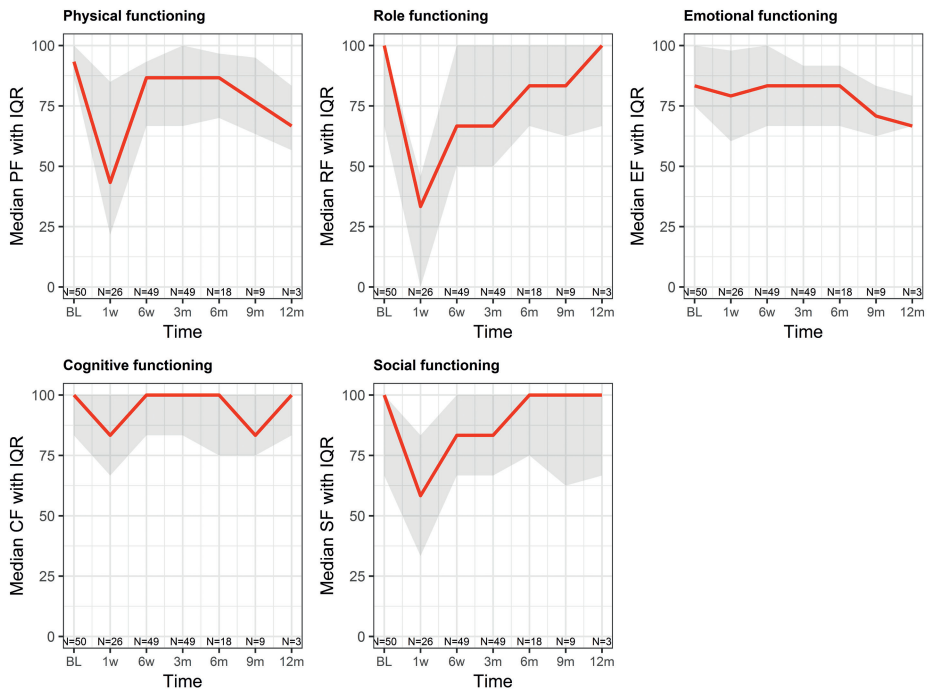 Physical functioning
Median PF with IQR
100
75
50
25
0
N=50 N=26 N=49 N=49 N=18 N=9 N=3
BL 1w 6w 3m 6m 9m 12m
Time
Role functioning
Median RF with IQR
100
75
50
25
0
N=50 N=26 N=49 N=49 N=18 N=9 N=3
BL 1w 6w 3m 6m 9m 12m
Time
Emotional functioning
Median EF with IQR
100
75
50
25
0
N=50 N=26 N=49 N=49 N=18 N=9 N=3
BL 1w 6w 3m 6m 9m 12m
Time
Cognitive functioning
Median CF with IQR
100
75
50
25
0
N=50 N=26 N=49 N=49 N=18 N=9 N=3
BL 1w 6w 3m 6m 9m 12m
Time
Social functioning
Median SF with IQR
100
75
50
25
0
N=50 N=26 N=49 N=49 N=18 N=9 N=3
BL 1w 6w 3m 6m 9m 12m
Time